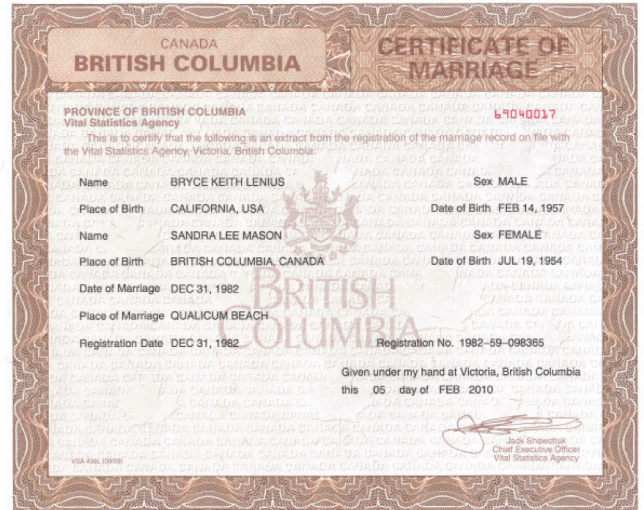 CANADA
BRITISH COLUMBIA
CERTIFICATE OF
MARRIAGE
PROVINCE OF BRITISH COLUMBIA
Vital Statistics Agency
69040017
This is to certify that the following is an extract from the registration of the marriage record on file with
the Vital Statistics Agency, Victoria, British Columbia:
Name BRYCE KEITH LENIUS Sex MALE
Place of Birth CALIFORNIA, USA Date of Birth FEB 14, 1957
Name SANDRA LEE MASON Sex FEMALE
Place of Birth BRITISH COLUMBIA, CANADA Date of Birth JUL 19, 1954
Date of Marriage DEC 31, 1982
BRITISH
Place of Marriage QUALICUM BEACH
COLUMBIA
Registration Date DEC 31, 1982 Registration No. 1982-59-098365
Given under my hand at Victoria, British Columbia
this 05 day of FEB 2010
Jack Shewchuk
Chief Executive Officer
Vital Statistics Agency
VSA 430L (09/09)